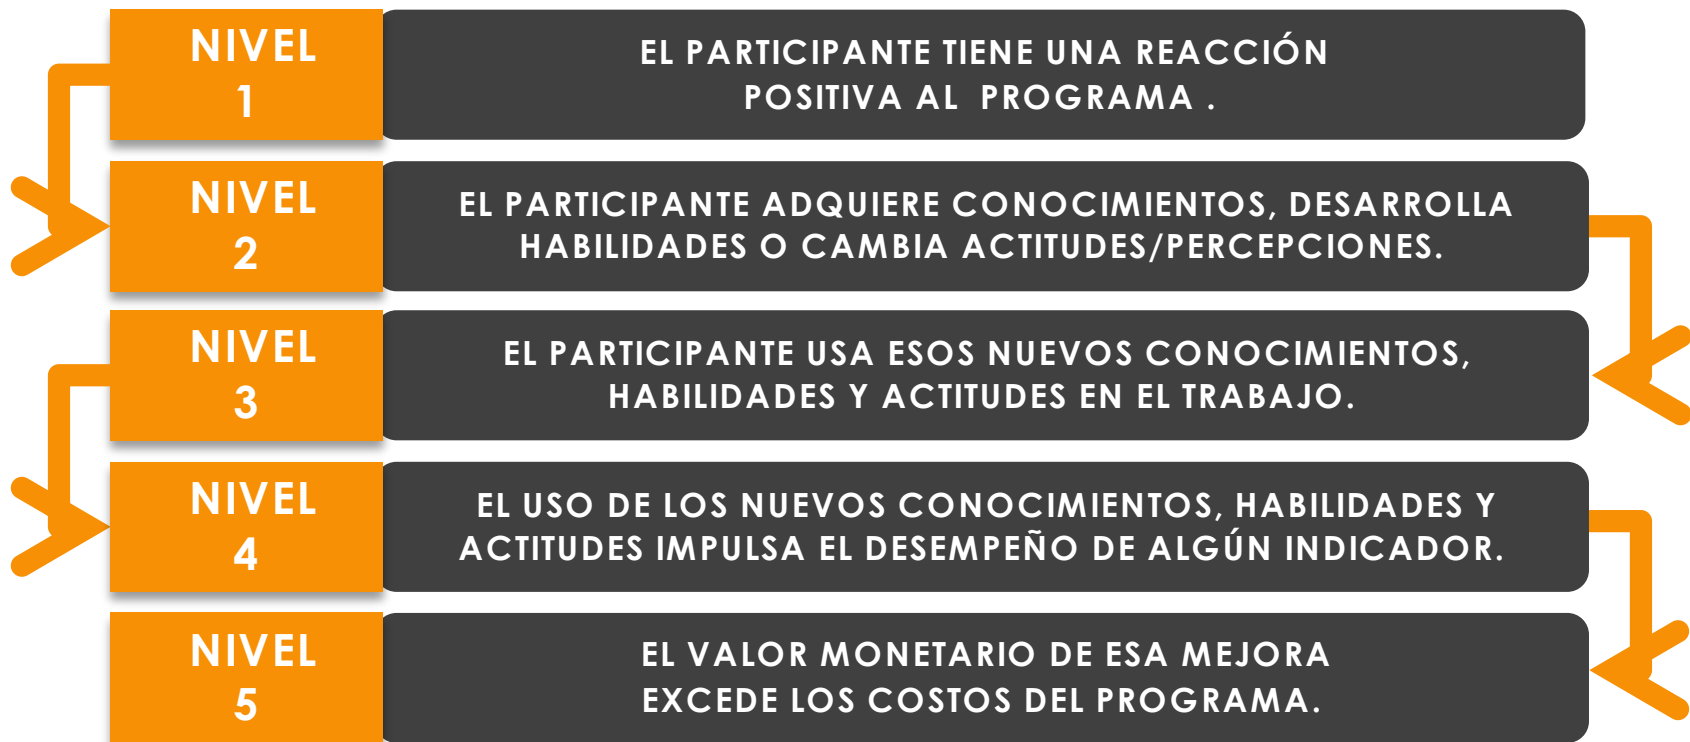 NIVEL
1
EL PARTICIPANTE TIENE UNA REACCIÓN
POSITIVA AL PROGRAMA .
NIVEL
2
EL PARTICIPANTE ADQUIERE CONOCIMIENTOS, DESARROLLA
HABILIDADES O CAMBIA ACTITUDES/PERCEPCIONES.
NIVEL
3
EL PARTICIPANTE USA ESOS NUEVOS CONOCIMIENTOS,
HABILIDADES Y ACTITUDES EN EL TRABAJO.
NIVEL
4
EL USO DE LOS NUEVOS CONOCIMIENTOS, HABILIDADES Y
ACTITUDES IMPULSA EL DESEMPEÑO DE ALGÚN INDICADOR.
NIVEL
5
EL VALOR MONETARIO DE ESA MEJORA
EXCEDE LOS COSTOS DEL PROGRAMA.